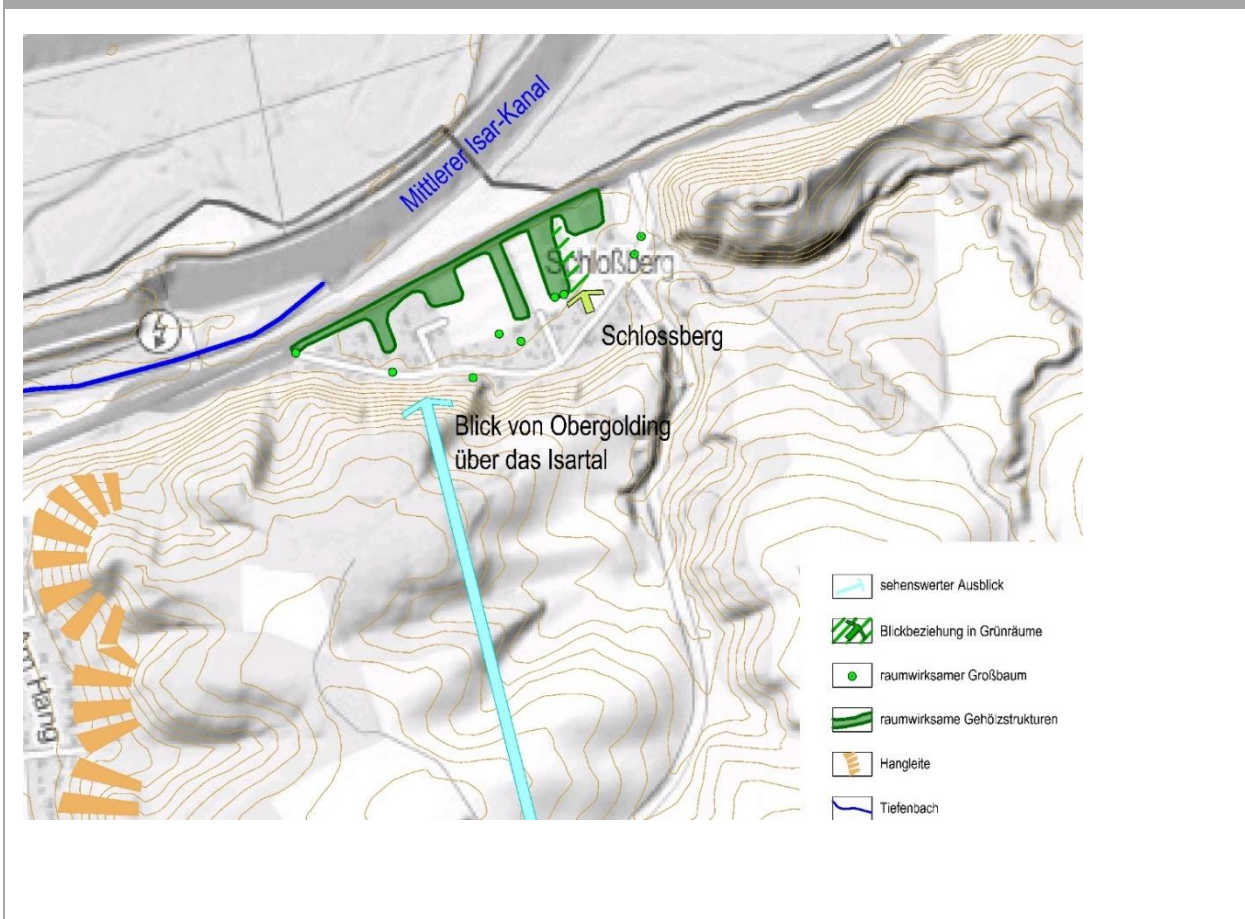 Mittlerer Isar-Kanal
Schloßberg
Schlossberg
Blick von Obergolding
über das Isartal
Am Hang
sehenswerter Ausblick
Blickbeziehung in Grünräume
raumwirksamer Großbaum
raumwirksame Gehölzstrukturen
Hangleite
Tiefenbach